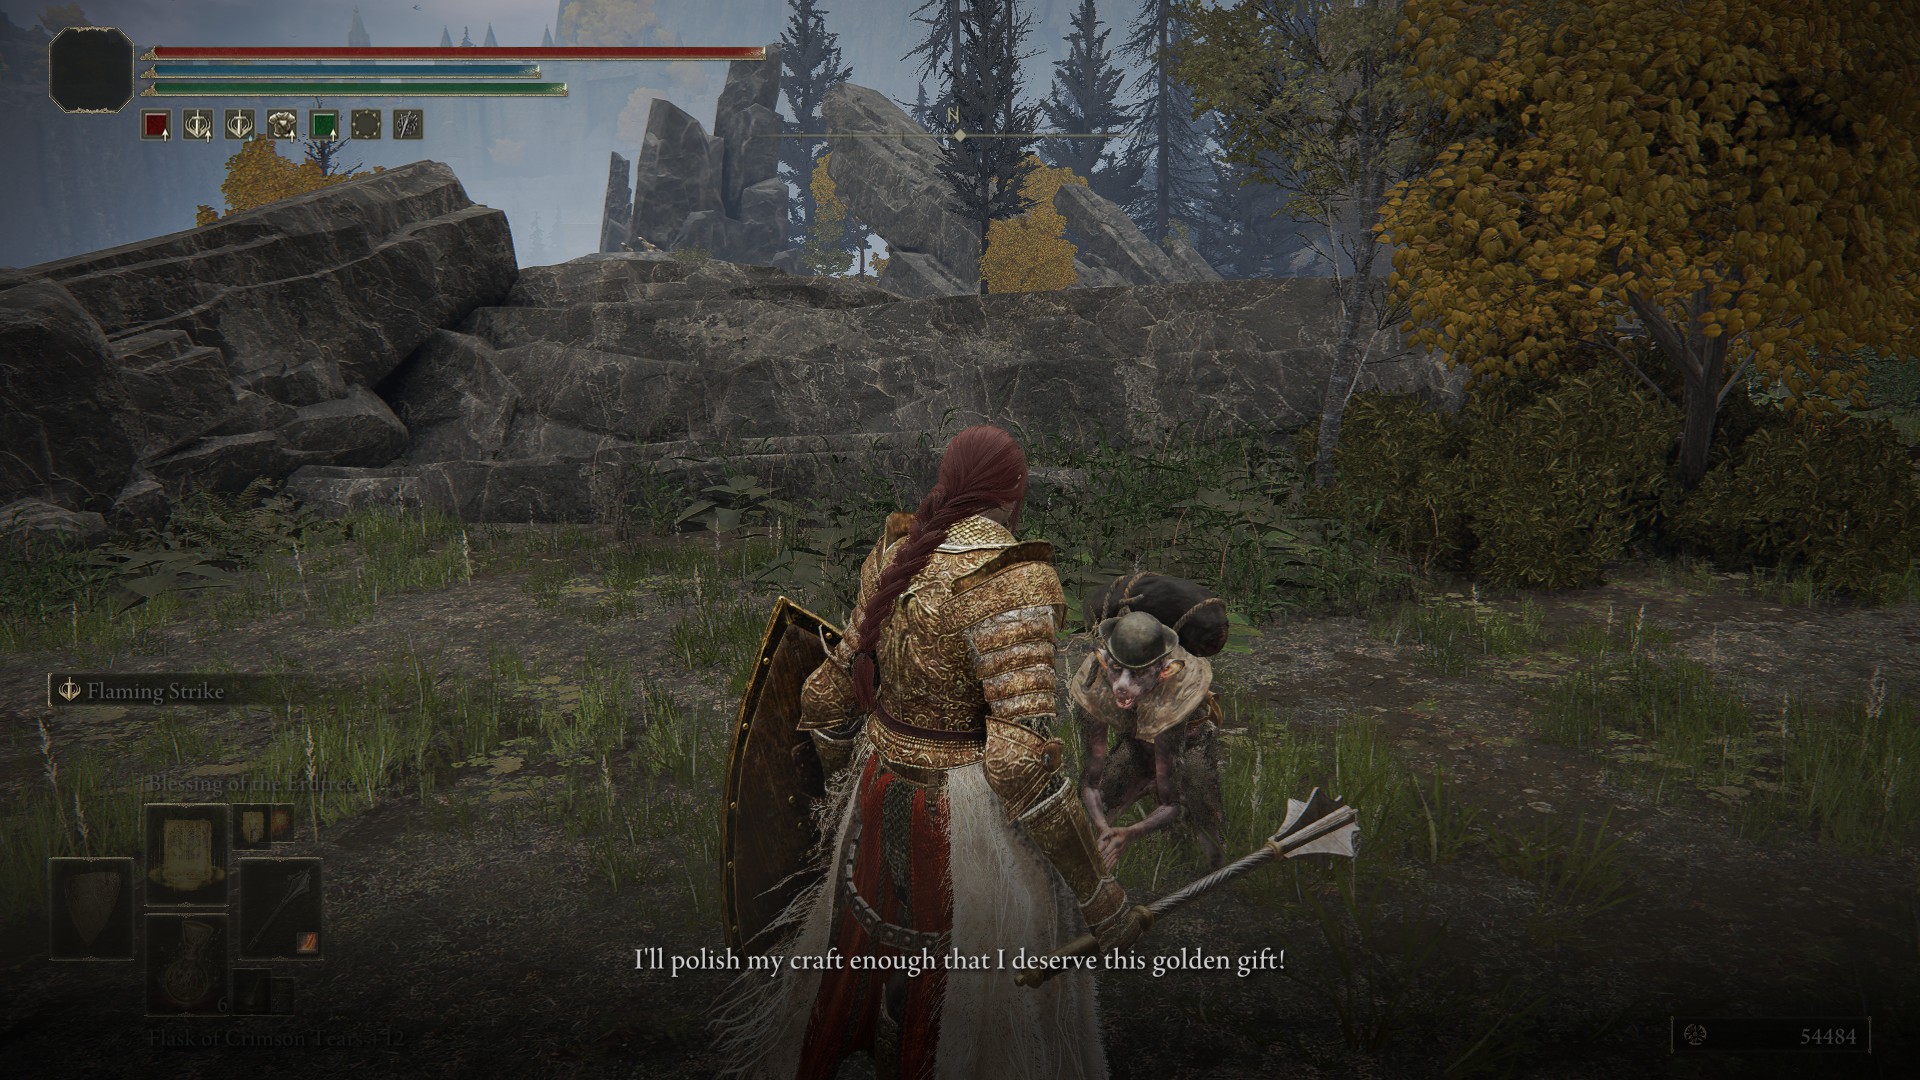 N
Flaming Strike
Blessing of the Erdtree
6
Flask of Crimson Tears +12
I'll polish my craft enough that I deserve this golden gift!
54484